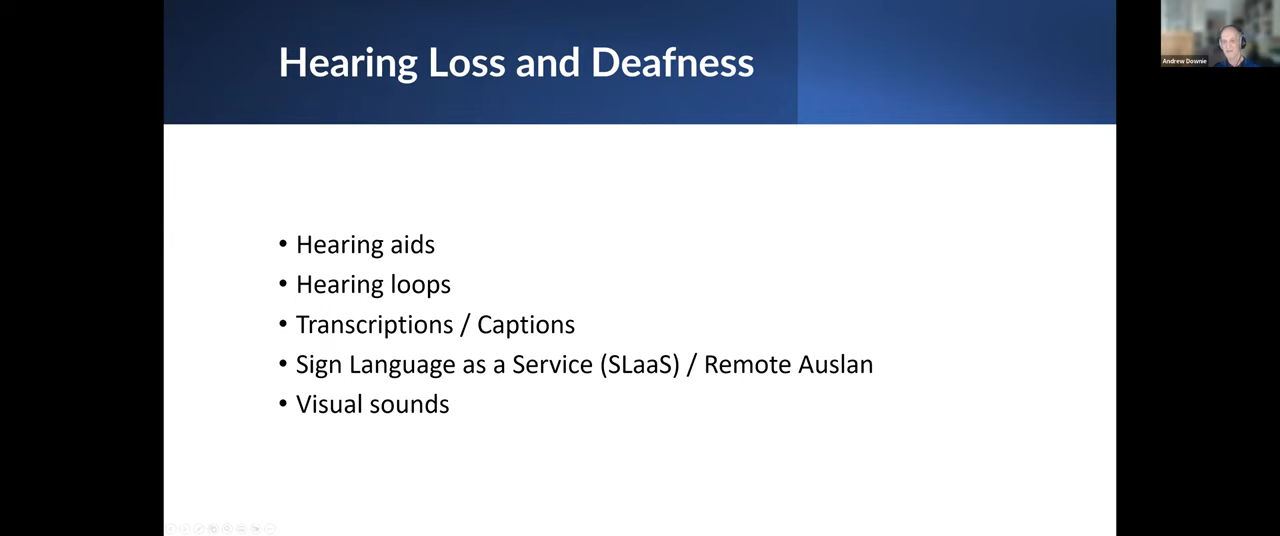 Hearing Loss and Deafness
Andrew Downie
• Hearing aids
• Hearing loops
• Transcriptions / Captions
• Sign Language as a Service (SLaaS) / Remote Auslan
• Visual sounds